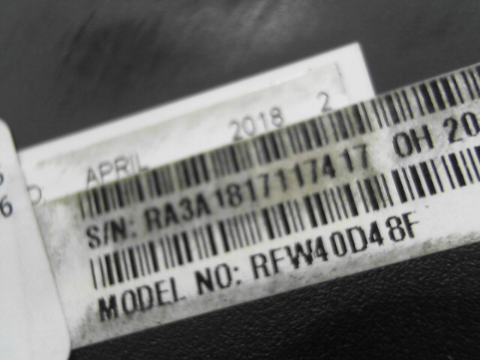 APRIL 2018 2
S/N: RA3A1817117417 OH 20
MODEL NO: RFW40D48F